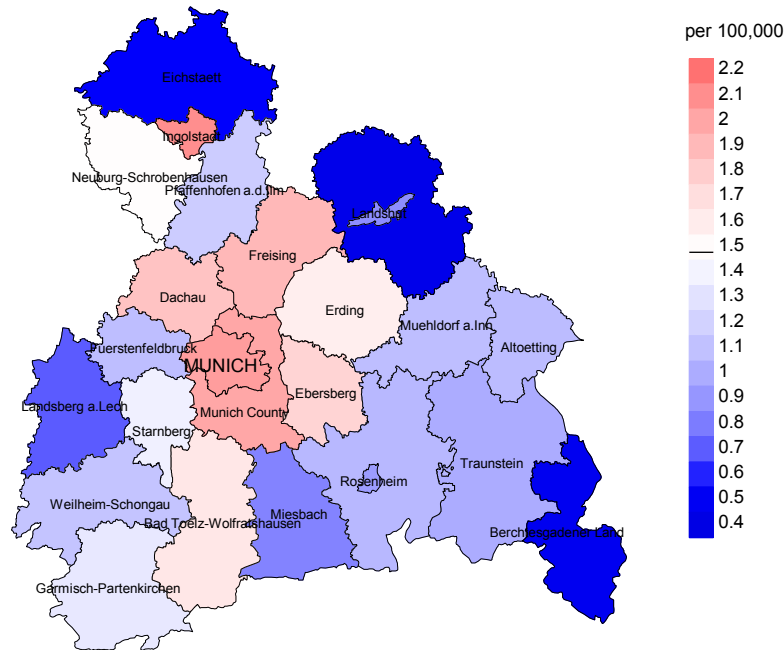 per 100,000
2.2
2.1
2
1.9
1.8
1.7
1.6
1.5
1.4
1.3
1.2
1.1
1
0.9
0.8
0.7
0.6
0.5
0.4
Eichstaett
Ingolstadt
Neuburg-Schrobenhausen
Pfaffenhofen a.d.Ilm
Landshut
Freising
Dachau
Erding
Muehldorf a.Inn
Altoetting
Fuerstenfeldbruck
MUNICH
Ebersberg
Landsberg a.Lech
Munich County
Starnberg
Traunstein
Rosenheim
Miesbach
Weilheim-Schongau
Bad Toelz-Wolfratshausen
Berchtesgadener Land
Garmisch-Partenkirchen